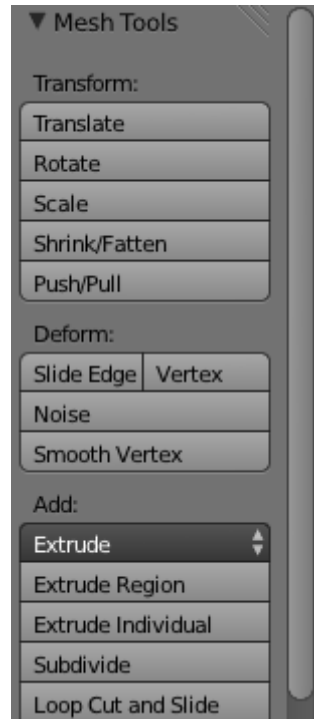 Mesh Tools
Transform:
Translate
Rotate
Scale
Shrink/Fatten
Push/Pull
Deform:
Slide Edge Vertex
Noise
Smooth Vertex
Add:
Extrude
Extrude Region
Extrude Individual
Subdivide
Loop Cut and Slide